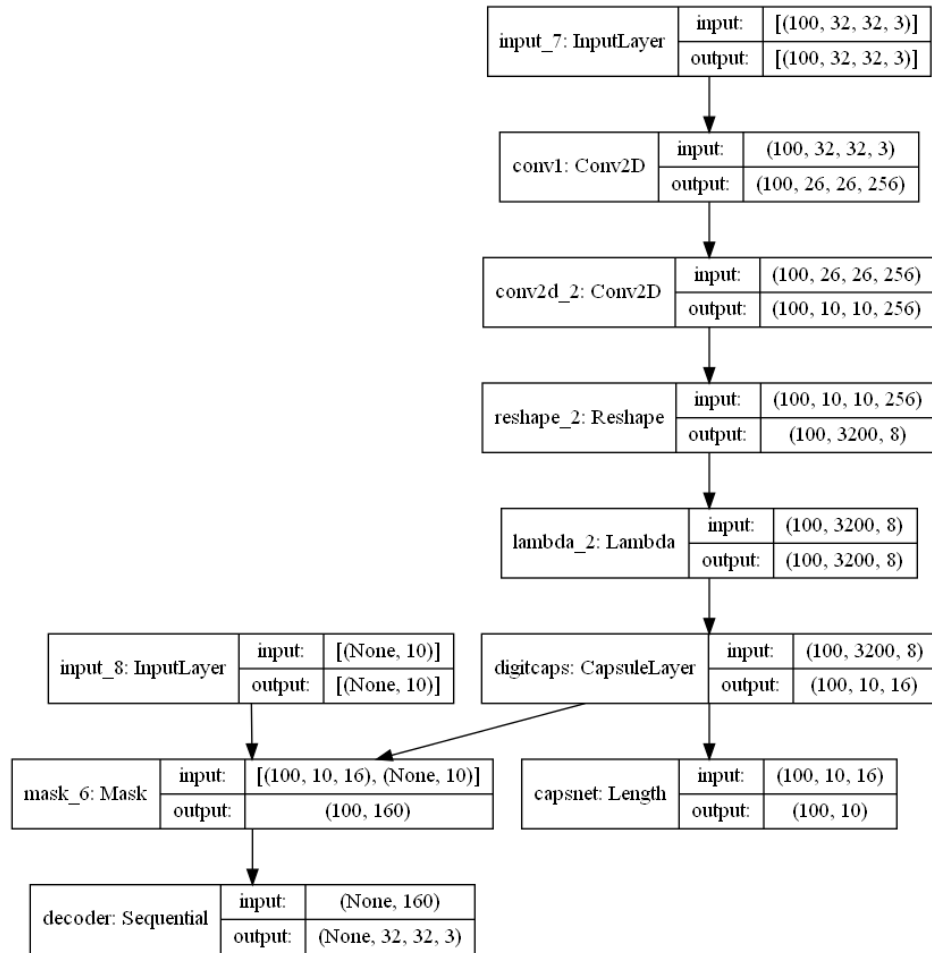 input_7: InputLayer
input: [(100, 32, 32, 3)]
output: [(100, 32, 32, 3)]
conv1: Conv2D
input: (100, 32, 32, 3)
output: (100, 26, 26, 256)
conv2d_2: Conv2D
input: (100, 26, 26, 256)
output: (100, 10, 10, 256)
reshape_2: Reshape
input: (100, 10, 10, 256)
output: (100, 3200, 8)
lambda_2: Lambda
input: (100, 3200, 8)
output: (100, 3200, 8)
input_8: InputLayer
input: [(None, 10)]
output: [(None, 10)]
digitcaps: CapsuleLayer
input: (100, 3200, 8)
output: (100, 10, 16)
mask_6: Mask
input: [(100, 10, 16), (None, 10)]
output: (100, 160)
capsnet: Length
input: (100, 10, 16)
output: (100, 10)
decoder: Sequential
input: (None, 160)
output: (None, 32, 32, 3)